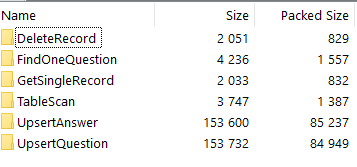 Name Size Packed Size
DeleteRecord 2 051 829
FindOneQuestion 4 236 1 557
GetSingleRecord 2 033 832
TableScan 3 747 1 387
UpsertAnswer 153 600 85 237
UpsertQuestion 153 732 84 949